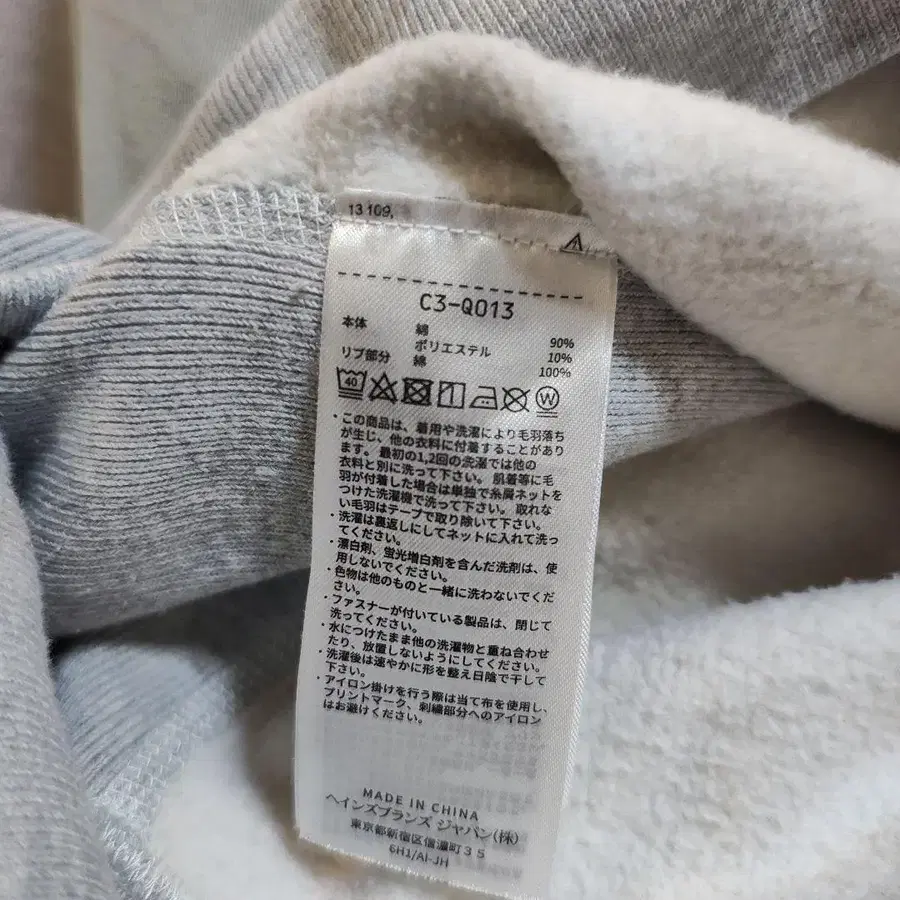 13 109,
C3-Q013
本体 綿 90%
ポリエステル 10%
リブ部分 綿 100%
40 W
・この商品は、着用や洗濯により毛羽落ち
が生じ、他の衣料に付着することがあり
ます。最初の1,2回の洗濯では他の
衣料と別に洗って下さい。肌着等に毛
羽が付着した場合は単独で糸屑ネットを
つけた洗濯機で洗って下さい。取れな
い毛羽はテープで取り除いて下さい。
・洗濯は裏返しにしてネットに入れて洗っ
てください。
・漂白剤、蛍光増白剤を含んだ洗剤は、使
用しないでください。
・色物は他のものと一緒に洗わないでくだ
さい。
・ファスナーが付いている製品は、閉じて
洗ってください。
・水につけたまま他の洗濯物と重ね合わせ
たり、放置しないようにしてください。
・洗濯後は速やかに形を整え日陰で干して
下さい。
・アイロン掛けを行う際は当て布を使用し、
プリントマーク、刺繍部分へのアイロン
はお避けください。
MADE IN CHINA
ヘインズブランズ ジャパン(株)
東京都新宿区信濃町35
6H1/AI-JH